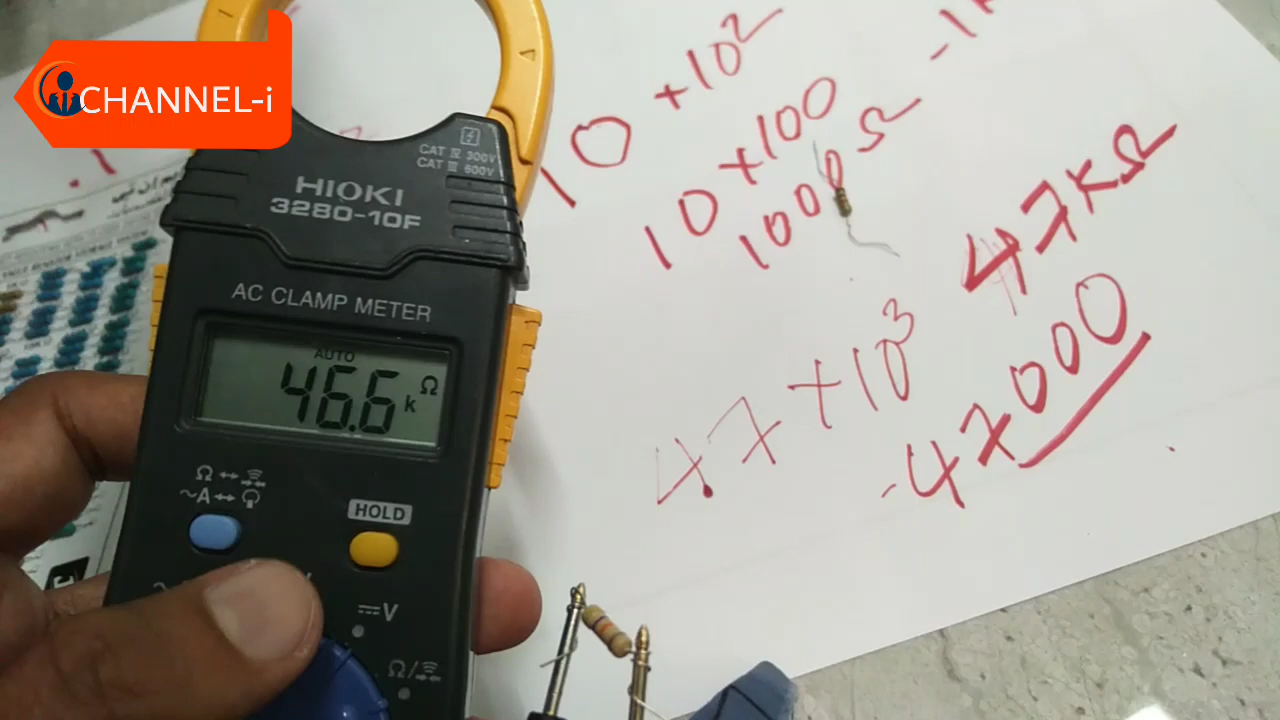 CHANNEL-i
CAT IV 300V
CAT III 600V
HIOKI
3280-10F
AC CLAMP METER
AUTO
46.6 kΩ
Ω
~A
HOLD
V
Ω
10 +10²
10 +100
1000 Ω
47KΩ
47 +10³
47000